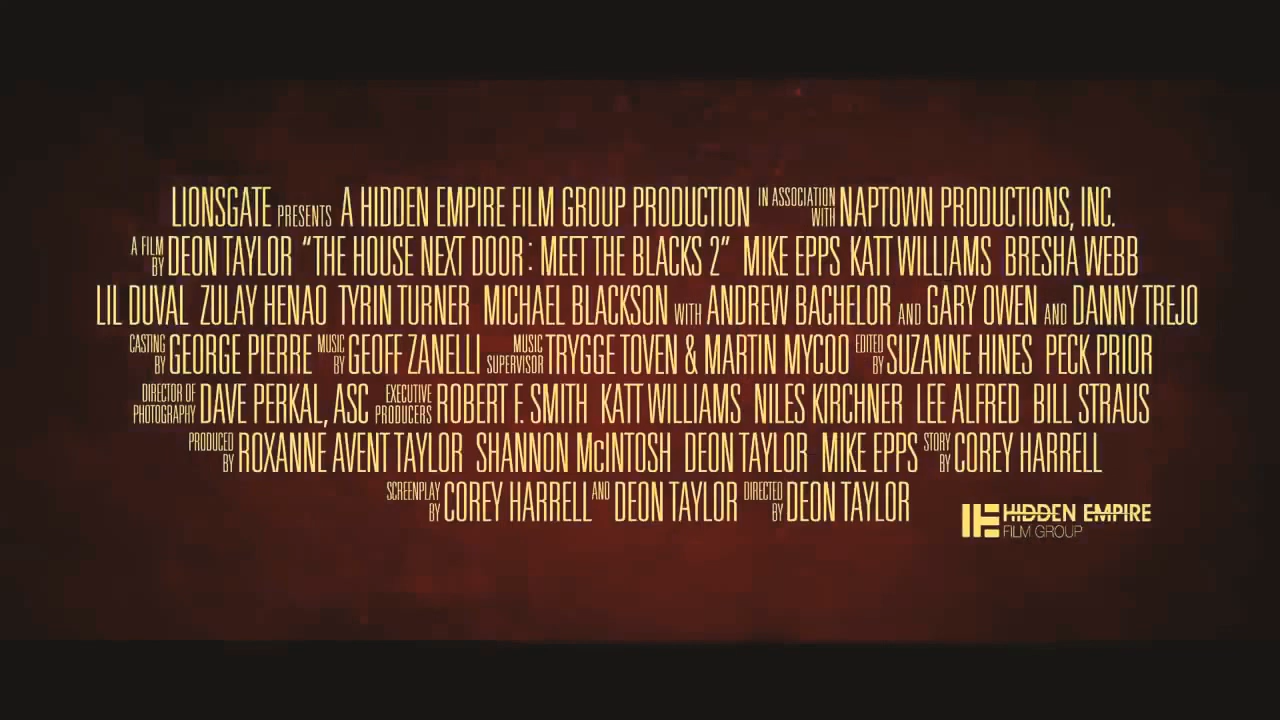 LIONSGATE PRESENTS A HIDDEN EMPIRE FILM GROUP PRODUCTION IN ASSOCIATION WITH NAPTOWN PRODUCTIONS, INC.
A FILM BY DEON TAYLOR "THE HOUSE NEXT DOOR: MEET THE BLACKS 2" MIKE EPPS KATT WILLIAMS BRESHA WEBB
LIL DUVAL ZULAY HENAO TYRIN TURNER MICHAEL BLACKSON WITH ANDREW BACHELOR AND GARY OWEN AND DANNY TREJO
CASTING BY GEORGE PIERRE MUSIC BY GEOFF ZANELLI MUSIC SUPERVISOR TRYGGE TOVEN & MARTIN MYCOO EDITED BY SUZANNE HINES PECK PRIOR
DIRECTOR OF PHOTOGRAPHY DAVE PERKAL, ASC EXECUTIVE PRODUCERS ROBERT F. SMITH KATT WILLIAMS NILES KIRCHNER LEE ALFRED BILL STRAUS
PRODUCED BY ROXANNE AVENT TAYLOR SHANNON McINTOSH DEON TAYLOR MIKE EPPS STORY BY COREY HARRELL
SCREENPLAY BY COREY HARRELL AND DEON TAYLOR DIRECTED BY DEON TAYLOR
HIDDEN EMPIRE
FILM GROUP